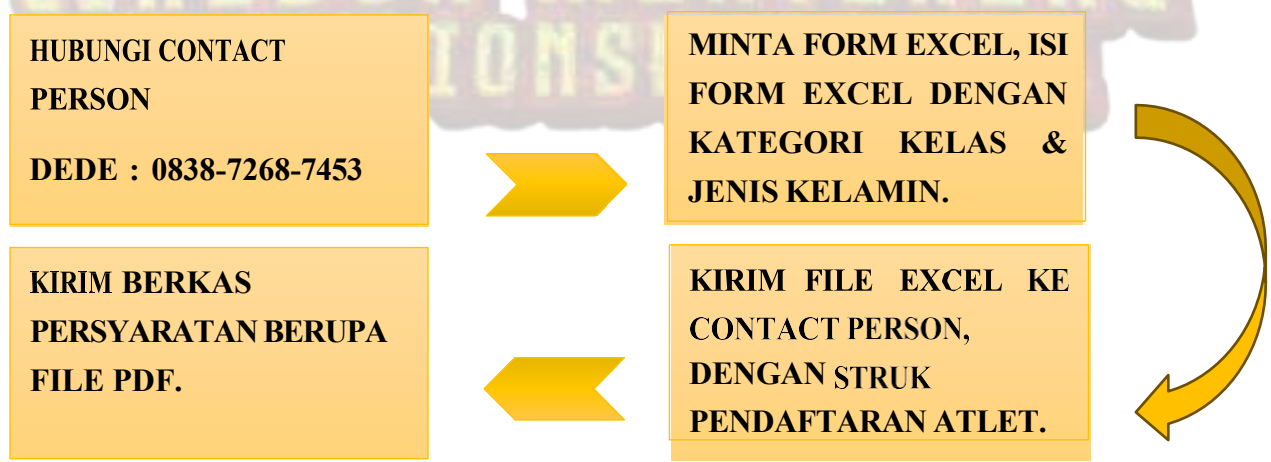 HUBUNGI CONTACT
PERSON
DEDE : 0838-7268-7453
MINTA FORM EXCEL, ISI
FORM EXCEL DENGAN
KATEGORI KELAS &
JENIS KELAMIN.
KIRIM FILE EXCEL KE
CONTACT PERSON,
DENGAN STRUK
PENDAFTARAN ATLET.
KIRIM BERKAS
PERSYARATAN BERUPA
FILE PDF.